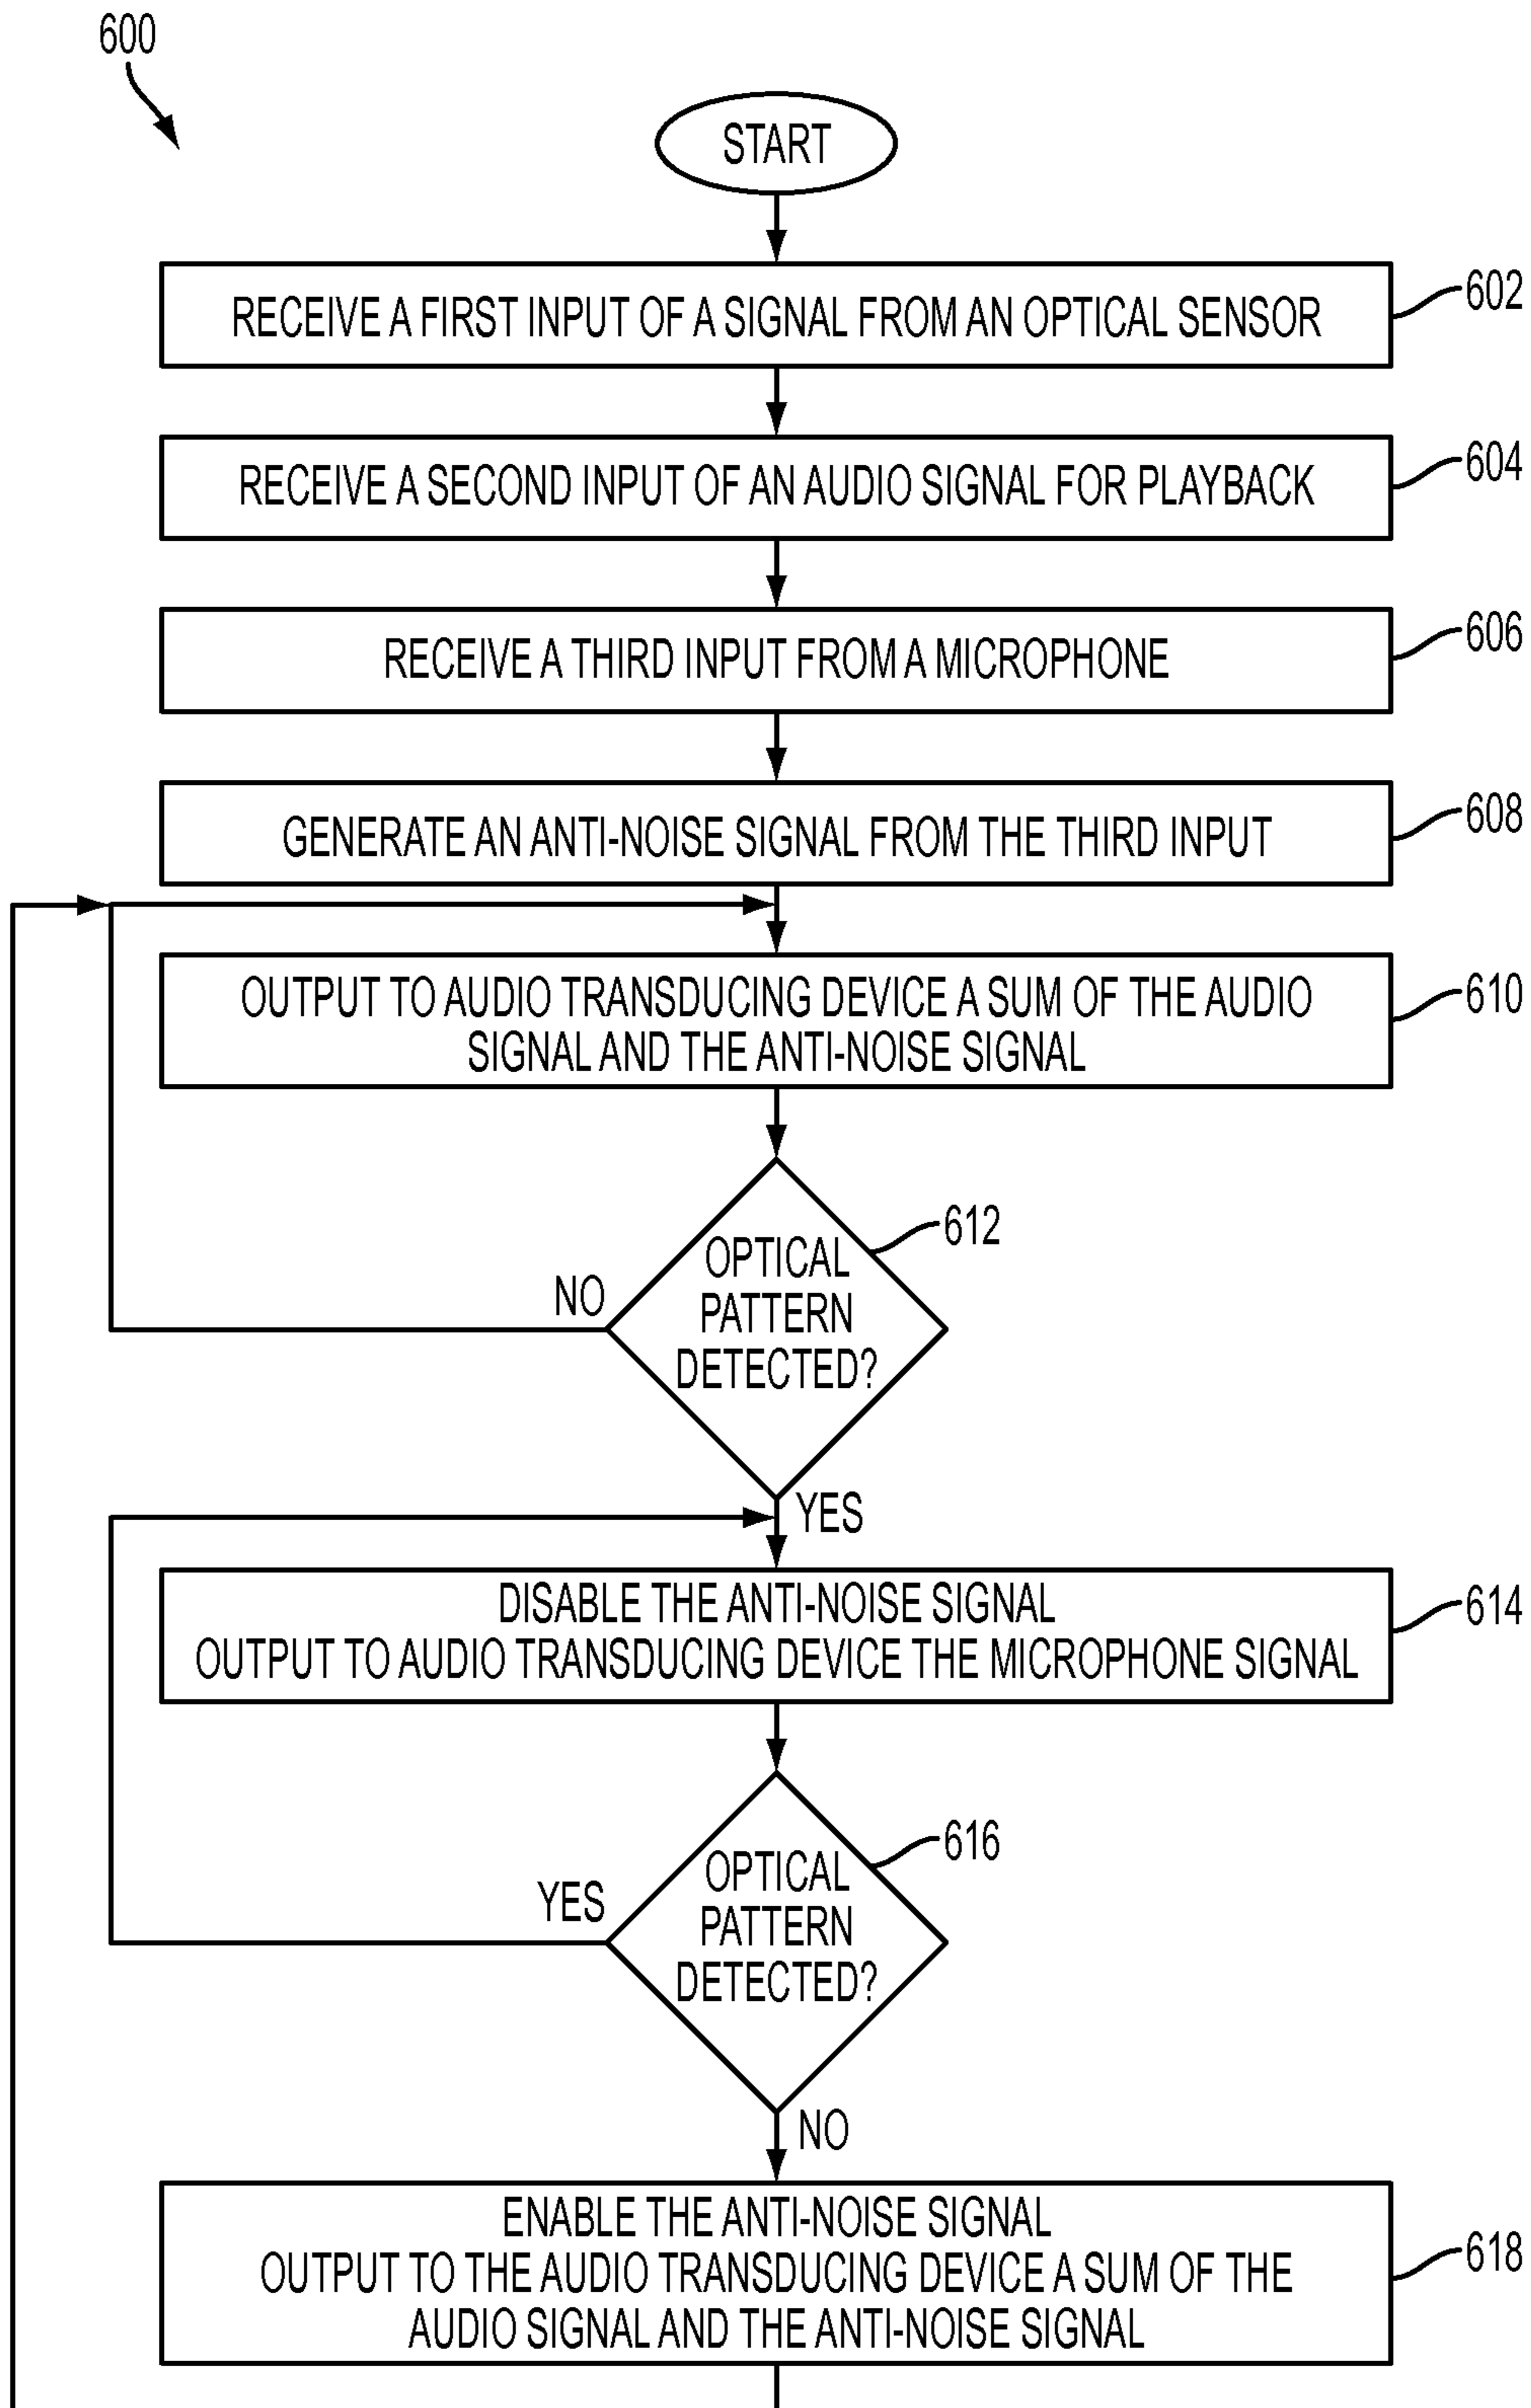 600
START
RECEIVE A FIRST INPUT OF A SIGNAL FROM AN OPTICAL SENSOR
602
RECEIVE A SECOND INPUT OF AN AUDIO SIGNAL FOR PLAYBACK
604
RECEIVE A THIRD INPUT FROM A MICROPHONE
606
GENERATE AN ANTI-NOISE SIGNAL FROM THE THIRD INPUT
608
OUTPUT TO AUDIO TRANSDUCING DEVICE A SUM OF THE AUDIO
SIGNAL AND THE ANTI-NOISE SIGNAL
610
OPTICAL
PATTERN
DETECTED?
612
NO
YES
DISABLE THE ANTI-NOISE SIGNAL
OUTPUT TO AUDIO TRANSDUCING DEVICE THE MICROPHONE SIGNAL
614
OPTICAL
PATTERN
DETECTED?
616
YES
NO
ENABLE THE ANTI-NOISE SIGNAL
OUTPUT TO THE AUDIO TRANSDUCING DEVICE A SUM OF THE
AUDIO SIGNAL AND THE ANTI-NOISE SIGNAL
618